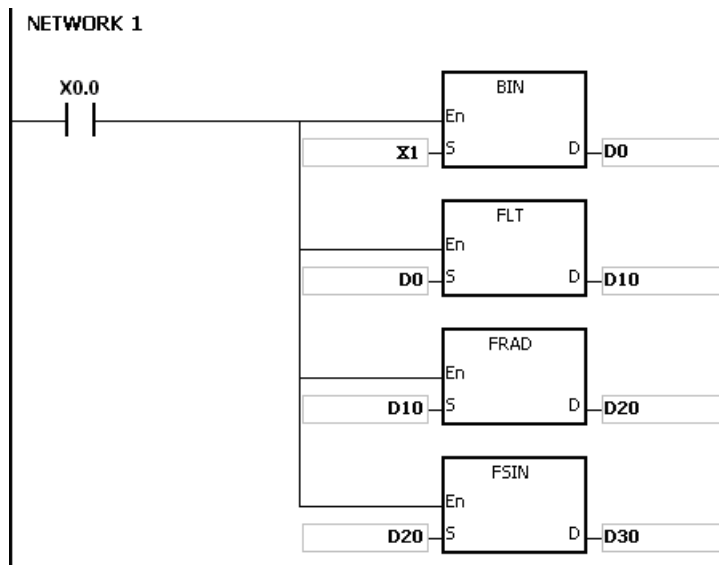 NETWORK 1
X0.0
BIN
En
X1 S D D0
FLT
En
D0 S D D10
FRAD
En
D10 S D D20
FSIN
En
D20 S D D30